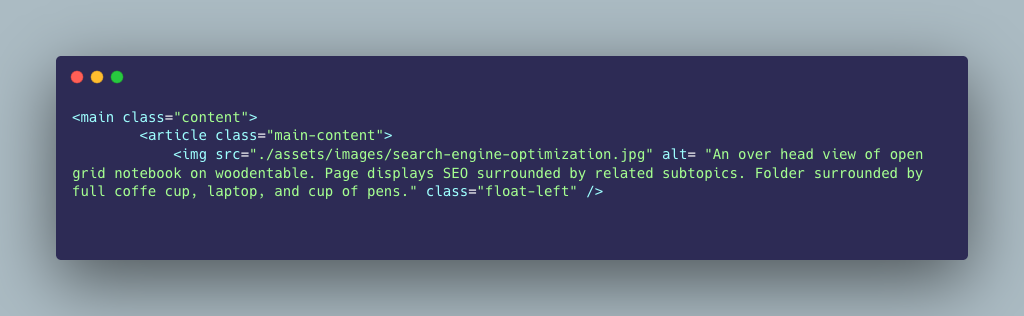 <main class="content">
        <article class="main-content">
            <img src="./assets/images/search-engine-optimization.jpg" alt= "An over head view of open
grid notebook on woodentable. Page displays SEO surrounded by related subtopics. Folder surrounded by
full coffe cup, laptop, and cup of pens." class="float-left" />